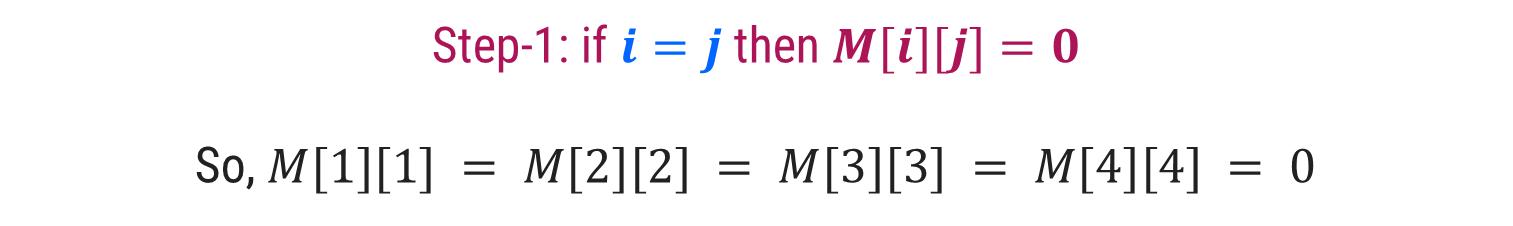 Step-1: if i = j then M[i][j] = 0
So, M[1][1] = M[2][2] = M[3][3] = M[4][4] = 0